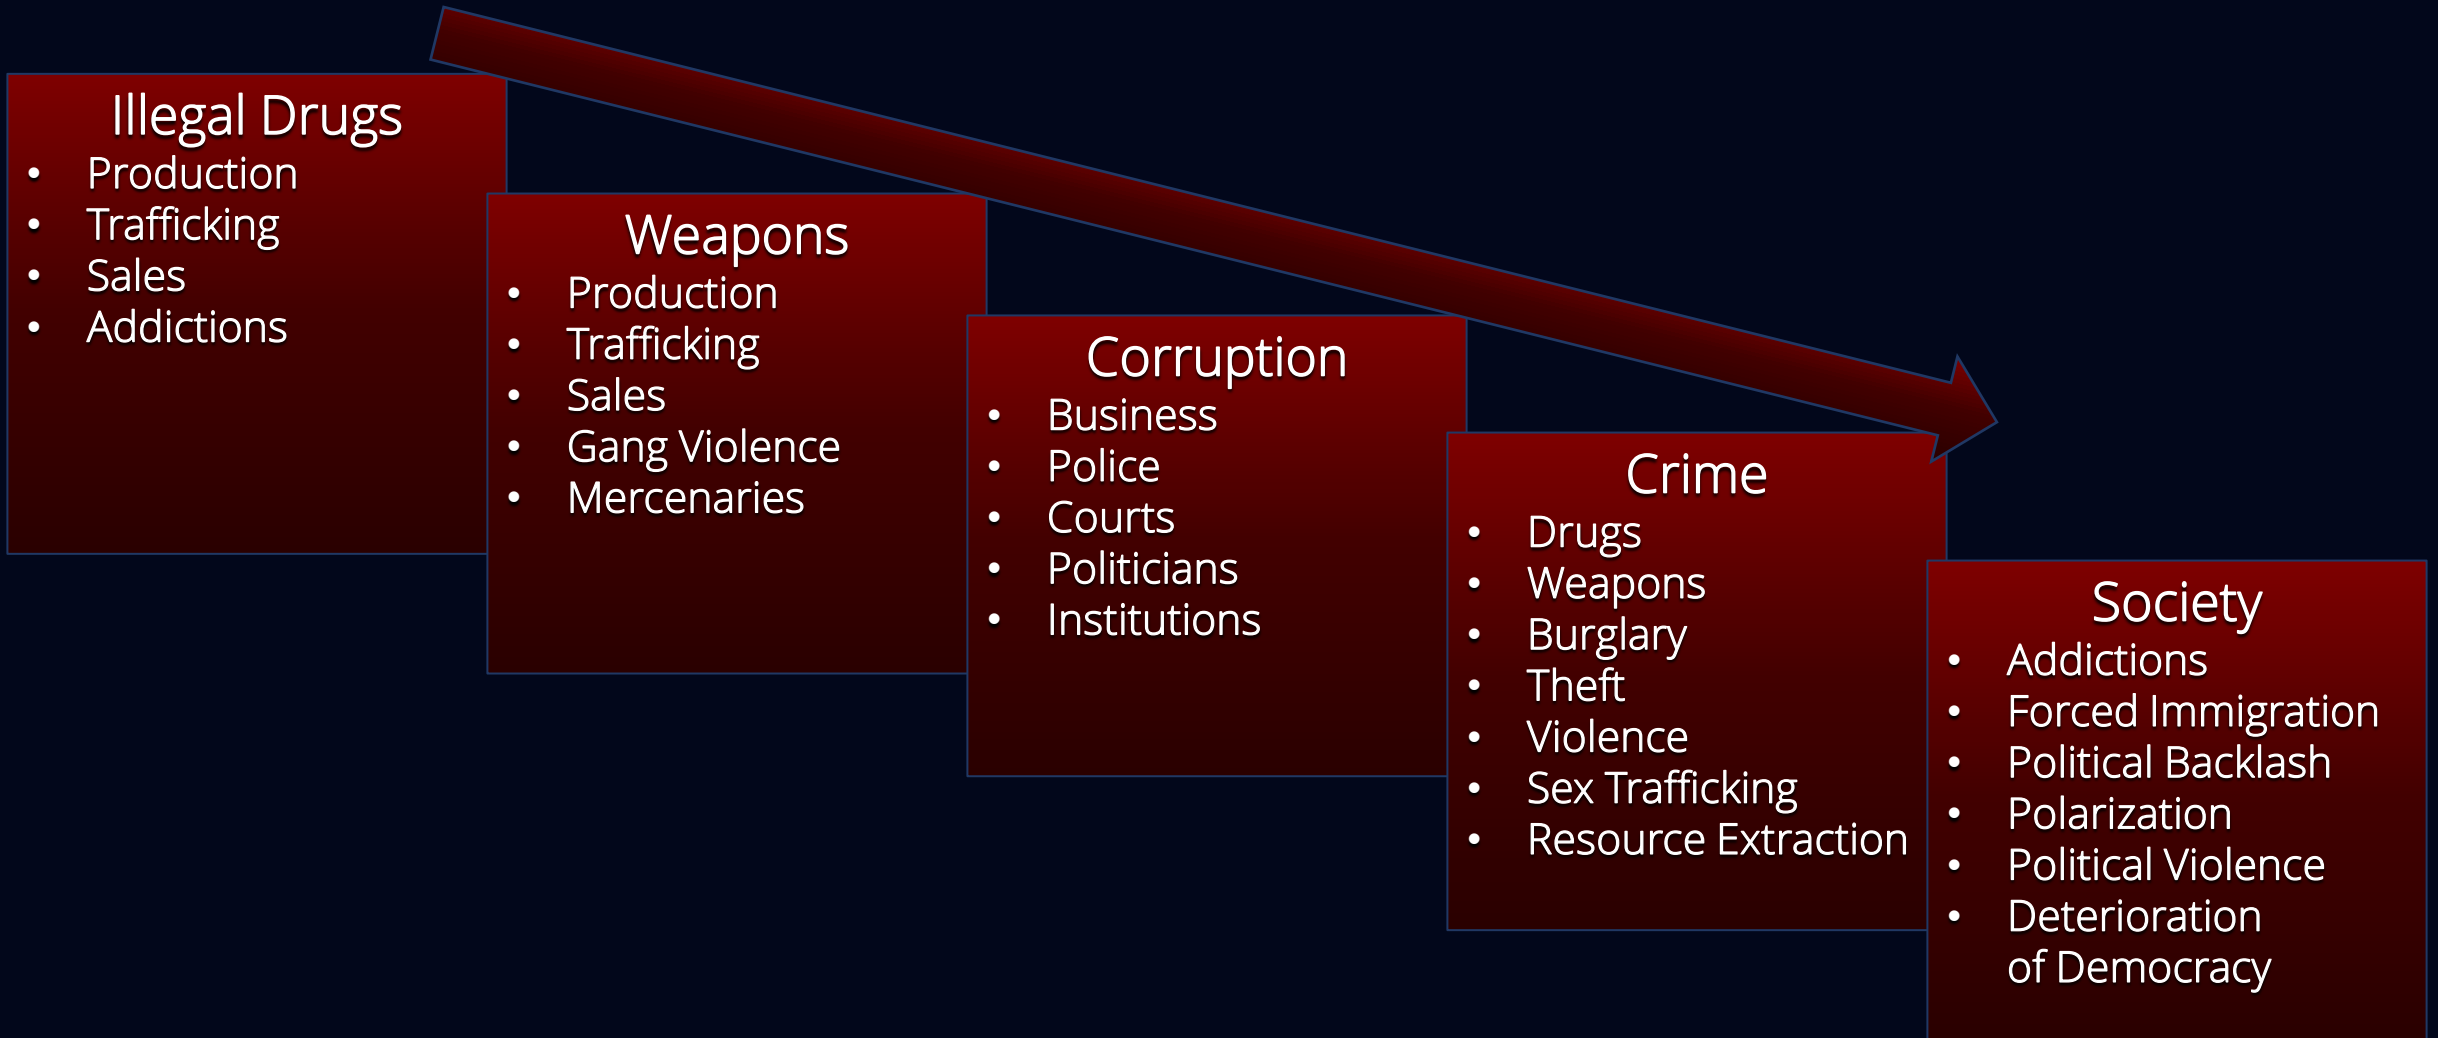 Illegal Drugs
• Production
• Trafficking
• Sales
• Addictions
Weapons
• Production
• Trafficking
• Sales
• Gang Violence
• Mercenaries
Corruption
• Business
• Police
• Courts
• Politicians
• Institutions
Crime
• Drugs
• Weapons
• Burglary
• Theft
• Violence
• Sex Trafficking
• Resource Extraction
Society
• Addictions
• Forced Immigration
• Political Backlash
• Polarization
• Political Violence
• Deterioration
of Democracy